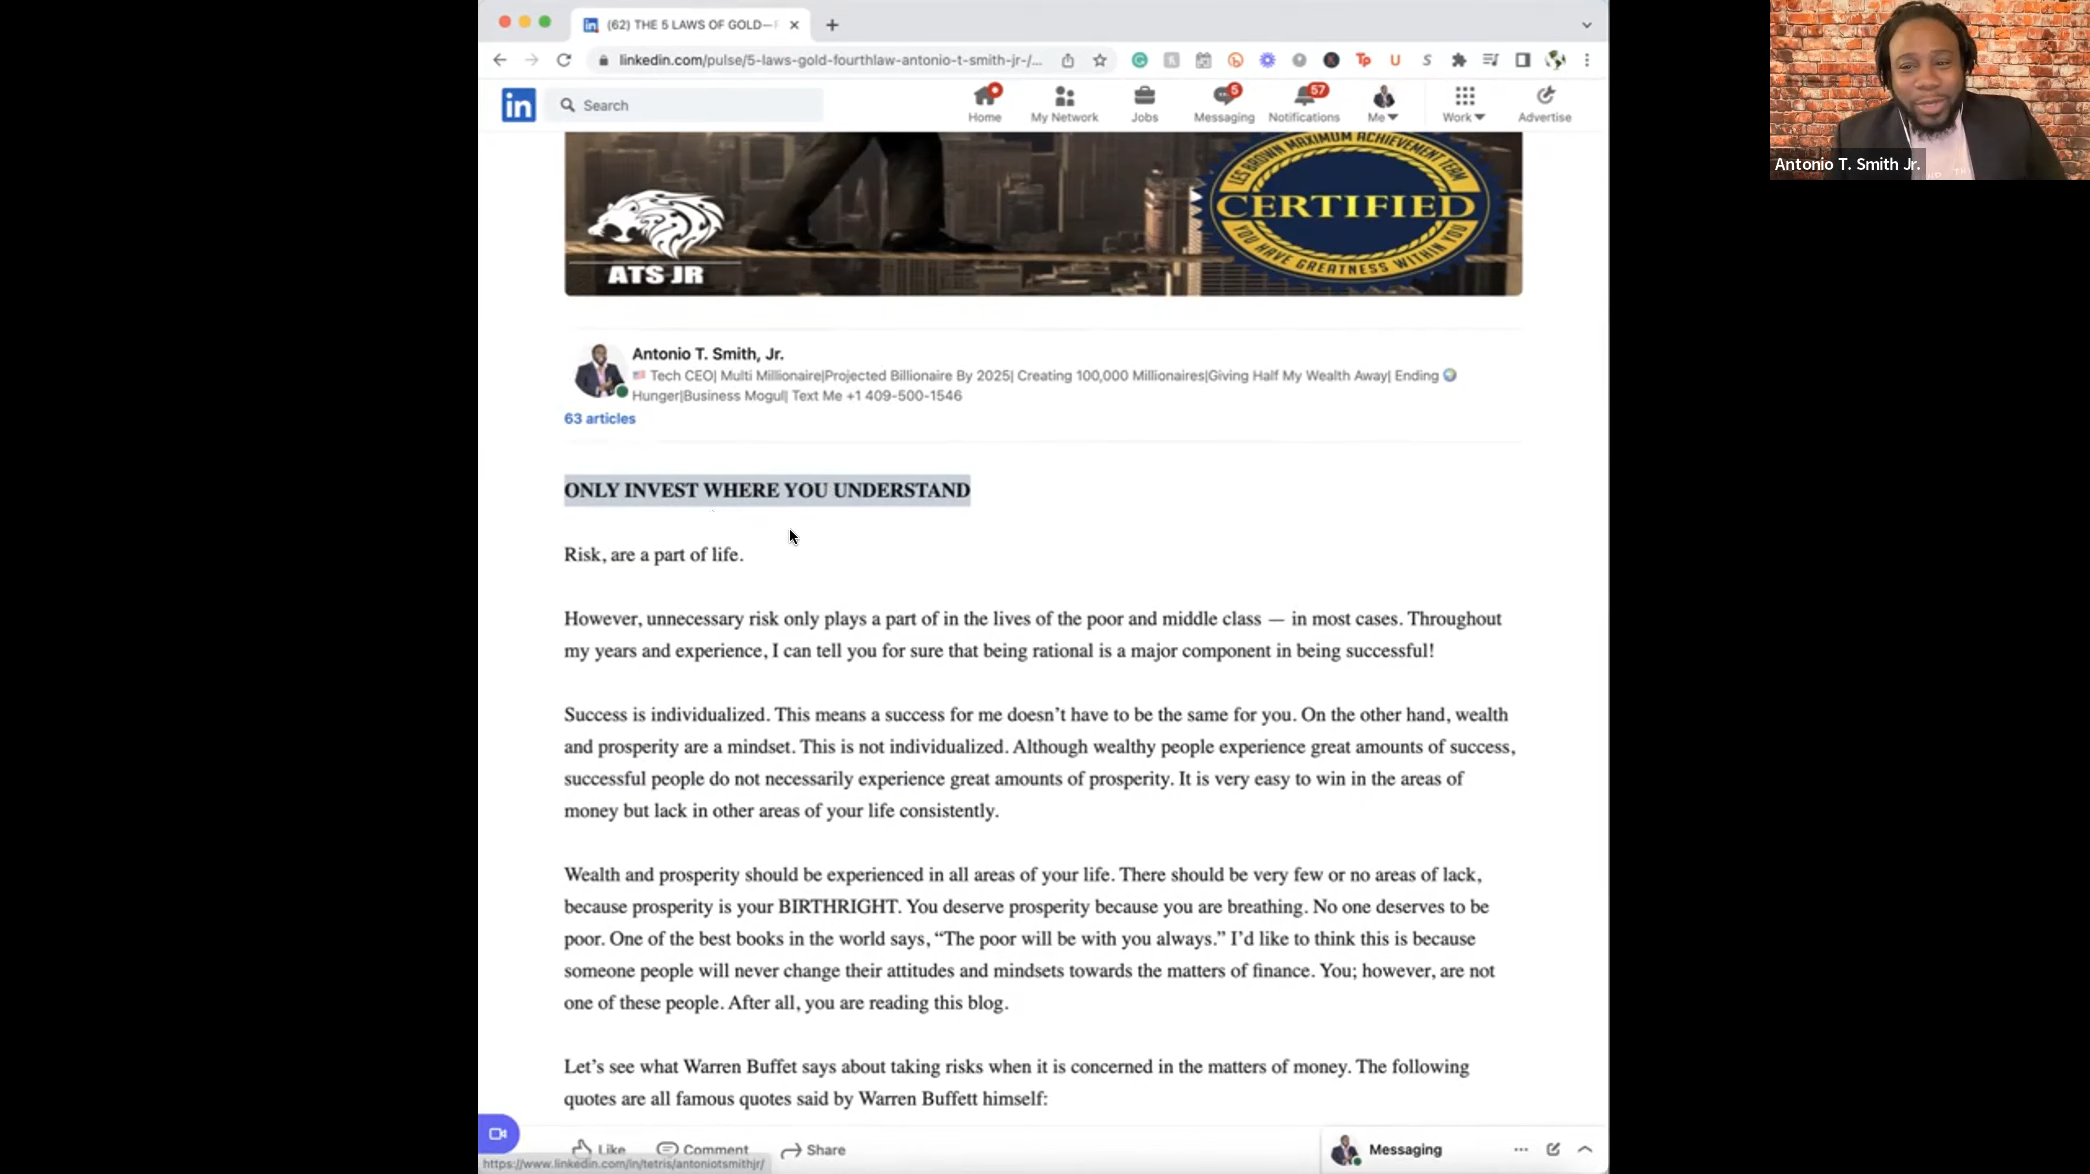 (62) THE 5 LAWS OF GOLD—
linkedin.com/pulse/5-laws-gold-fourthlaw-antonio-t-smith-jr-/...
in
Search
Home
My Network
Jobs
5
Messaging
57
Notifications
Me
Work
Advertise
LES BROWN MAXIMUM ACHIEVEMENT TEAM
CERTIFIED
YOU HAVE GREATNESS WITHIN YOU
ATS JR
Antonio T. Smith Jr.
Antonio T. Smith, Jr.
Tech CEO| Multi Millionaire|Projected Billionaire By 2025| Creating 100,000 Millionaires|Giving Half My Wealth Away| Ending
Hunger|Business Mogul| Text Me +1 409-500-1546
63 articles
ONLY INVEST WHERE YOU UNDERSTAND
Risk, are a part of life.
However, unnecessary risk only plays a part of in the lives of the poor and middle class — in most cases. Throughout
my years and experience, I can tell you for sure that being rational is a major component in being successful!
Success is individualized. This means a success for me doesn’t have to be the same for you. On the other hand, wealth
and prosperity are a mindset. This is not individualized. Although wealthy people experience great amounts of success,
successful people do not necessarily experience great amounts of prosperity. It is very easy to win in the areas of
money but lack in other areas of your life consistently.
Wealth and prosperity should be experienced in all areas of your life. There should be very few or no areas of lack,
because prosperity is your BIRTHRIGHT. You deserve prosperity because you are breathing. No one deserves to be
poor. One of the best books in the world says, “The poor will be with you always.” I’d like to think this is because
someone people will never change their attitudes and mindsets towards the matters of finance. You; however, are not
one of these people. After all, you are reading this blog.
Let’s see what Warren Buffet says about taking risks when it is concerned in the matters of money. The following
quotes are all famous quotes said by Warren Buffett himself:
Like
Comment
Share
Messaging
https://www.linkedin.com/in/tetris/antoniotsmithjr/